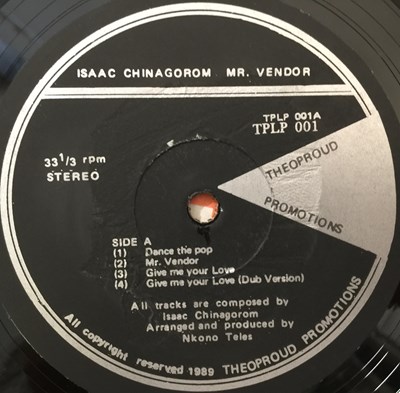 ISAAC CHINAGOROM MR. VENDOR
TPLP 001A
TPLP 001
33 1/3 rpm
STEREO
THEOPROUD
PROMOTIONS
SIDE A
(1) Dance the pop
(2) Mr. Vendor
(3) Give me your Love
(4) Give me your Love (Dub Version)
All tracks are composed by
Isaac Chinagorom
Arranged and produced by
Nkono Teles
All copyright reserved 1989 THEOPROUD PROMOTIONS